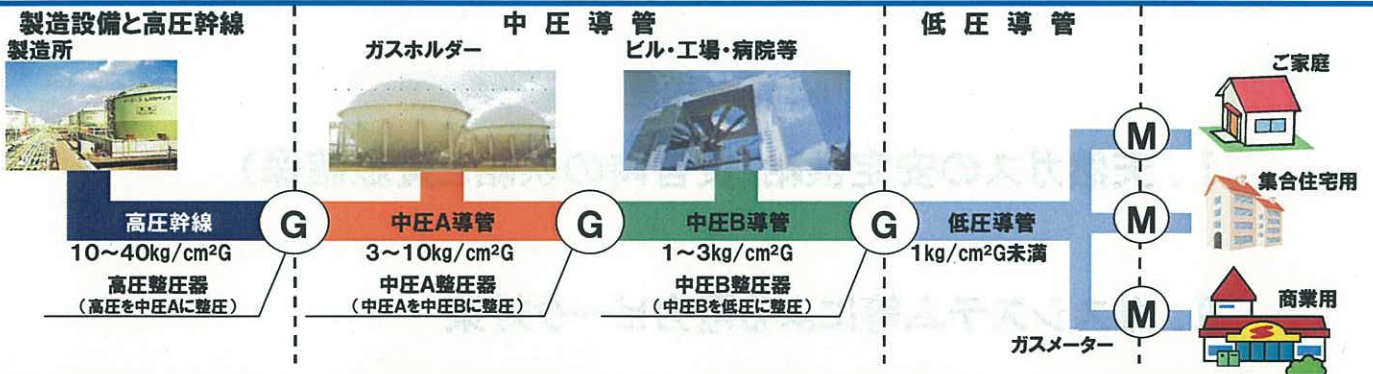 製造設備と高圧幹線
中圧導管
低圧導管
製造所
ガスホルダー
ビル・工場・病院等
ご家庭
集合住宅用
商業用
高圧幹線
G
中圧A導管
G
中圧B導管
G
低圧導管
M
M
M
10〜40kg/cm²G
3〜10kg/cm²G
1〜3kg/cm²G
1kg/cm²G未満
高圧整圧器
(高圧を中圧Aに整圧)
中圧A整圧器
(中圧Aを中圧Bに整圧)
中圧B整圧器
(中圧Bを低圧に整圧)
ガスメーター
S